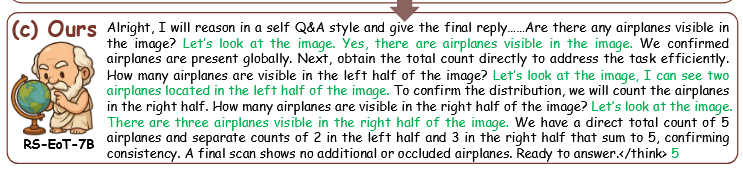 (c) Ours
RS-EoT-7B
Alright, I will reason in a self Q&A style and give the final reply......Are there any airplanes visible in
the image? Let's look at the image. Yes, there are airplanes visible in the image. We confirmed
airplanes are present globally. Next, obtain the total count directly to address the task efficiently.
How many airplanes are visible in the left half of the image? Let's look at the image, I can see two
airplanes located in the left half of the image. To confirm the distribution, we will count the airplanes
in the right half. How many airplanes are visible in the right half of the image? Let's look at the image.
There are three airplanes visible in the right half of the image. We have a direct total count of 5
airplanes and separate counts of 2 in the left half and 3 in the right half that sum to 5, confirming
consistency. A final scan shows no additional or occluded airplanes. Ready to answer.</think> 5